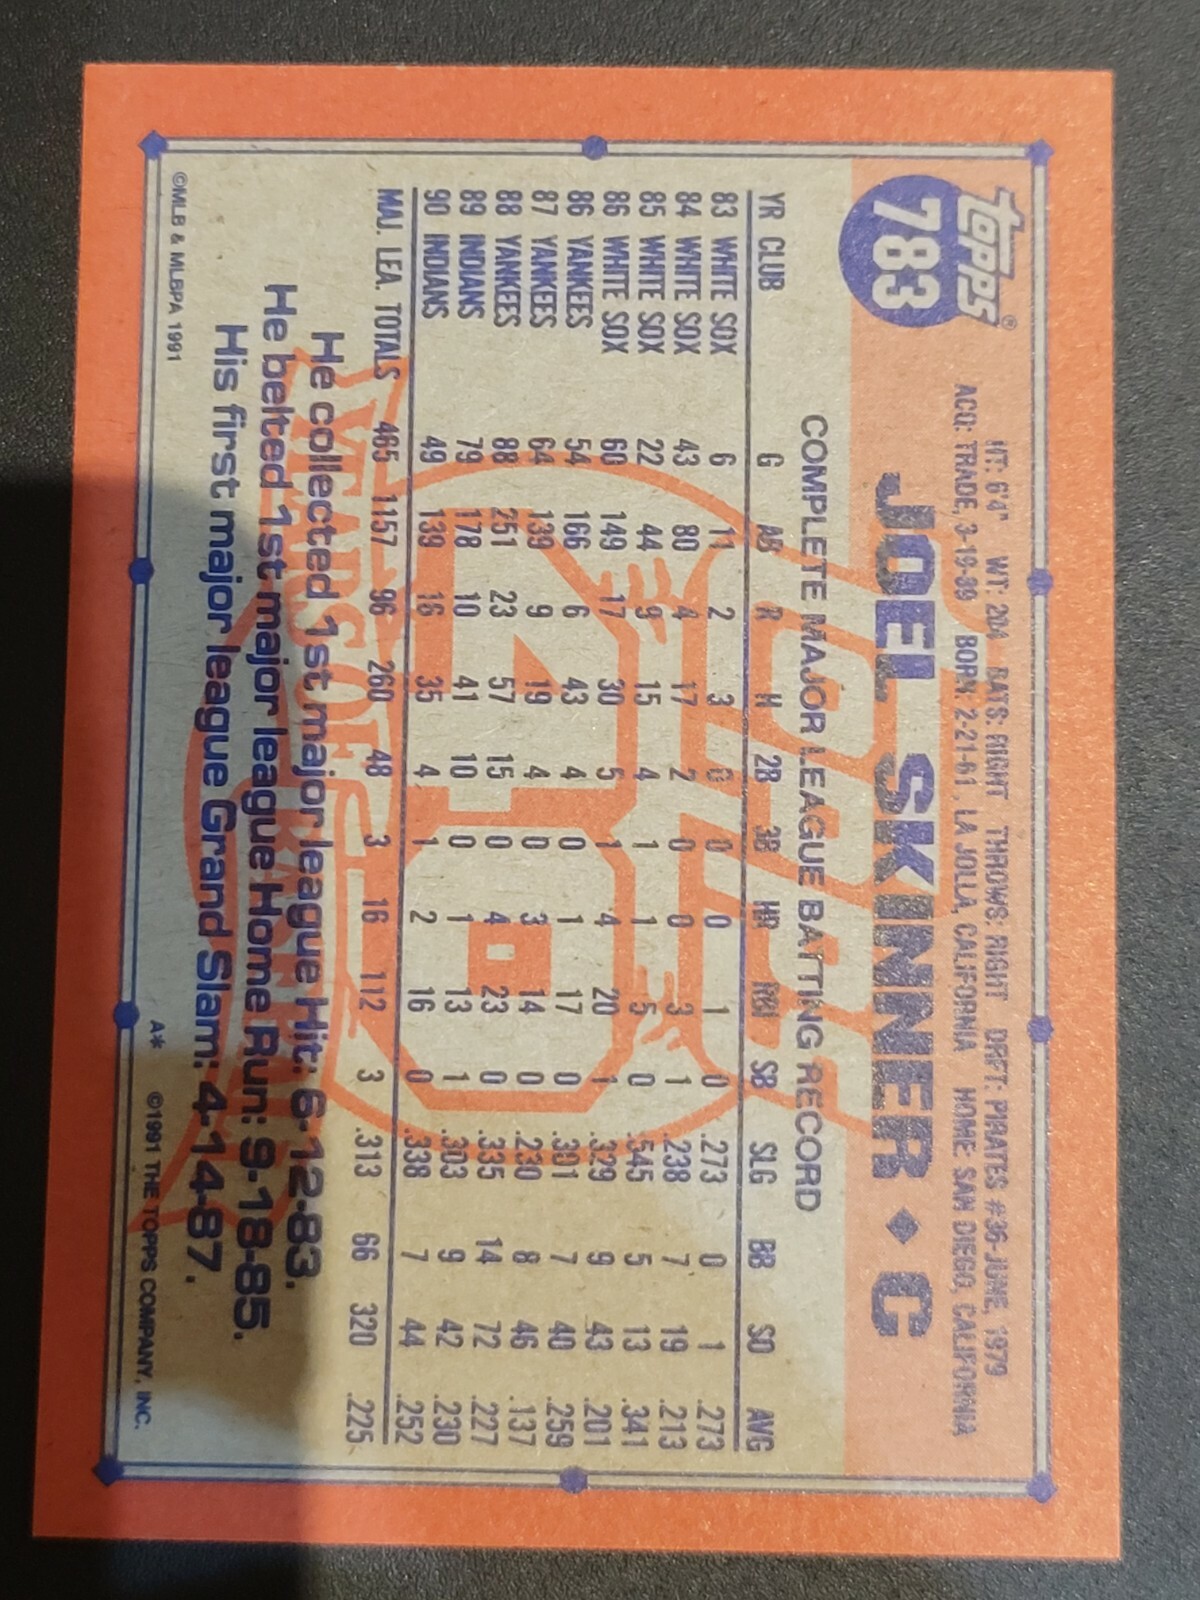 topps®
783
HT: 6'4" WT: 204 BATS: RIGHT THROWS: RIGHT DRFT: PIRATES #36-JUNE, 1979
ACQ: TRADE, 3-19-89 BORN: 2-21-61, LA JOLLA, CALIFORNIA HOME: SAN DIEGO, CALIFORNIA
JOEL SKINNER ◆ C
COMPLETE MAJOR LEAGUE BATTING RECORD
YR CLUB G AB R H 2B 3B HR RBI SB SLG BB SO AVG
83 WHITE SOX 6 11 2 3 0 0 0 1 0 .273 0 1 .273
84 WHITE SOX 43 80 4 17 2 0 0 3 1 .238 7 19 .213
85 WHITE SOX 22 44 9 15 4 1 1 5 0 .545 5 13 .341
86 WHITE SOX 60 149 17 30 5 1 4 20 1 .329 9 43 .201
86 YANKEES 54 166 6 43 4 0 1 17 0 .301 7 40 .259
87 YANKEES 64 139 9 19 4 0 3 14 0 .230 8 46 .137
88 YANKEES 88 251 23 57 15 0 4 23 0 .335 14 72 .227
89 INDIANS 79 178 10 41 10 0 1 13 1 .303 9 42 .230
90 INDIANS 49 139 16 35 4 1 2 16 0 .338 7 44 .252
MAJ. LEA. TOTALS 465 1157 96 260 48 3 16 112 3 .313 66 320 .225
topps
40
YEARS OF BASEBALL
He collected 1st major league Hit: 6-12-83.
He belted 1st major league Home Run: 9-18-85.
His first major league Grand Slam: 4-14-87.
©MLB & MLBPA 1991 A* ©1991 THE TOPPS COMPANY, INC.